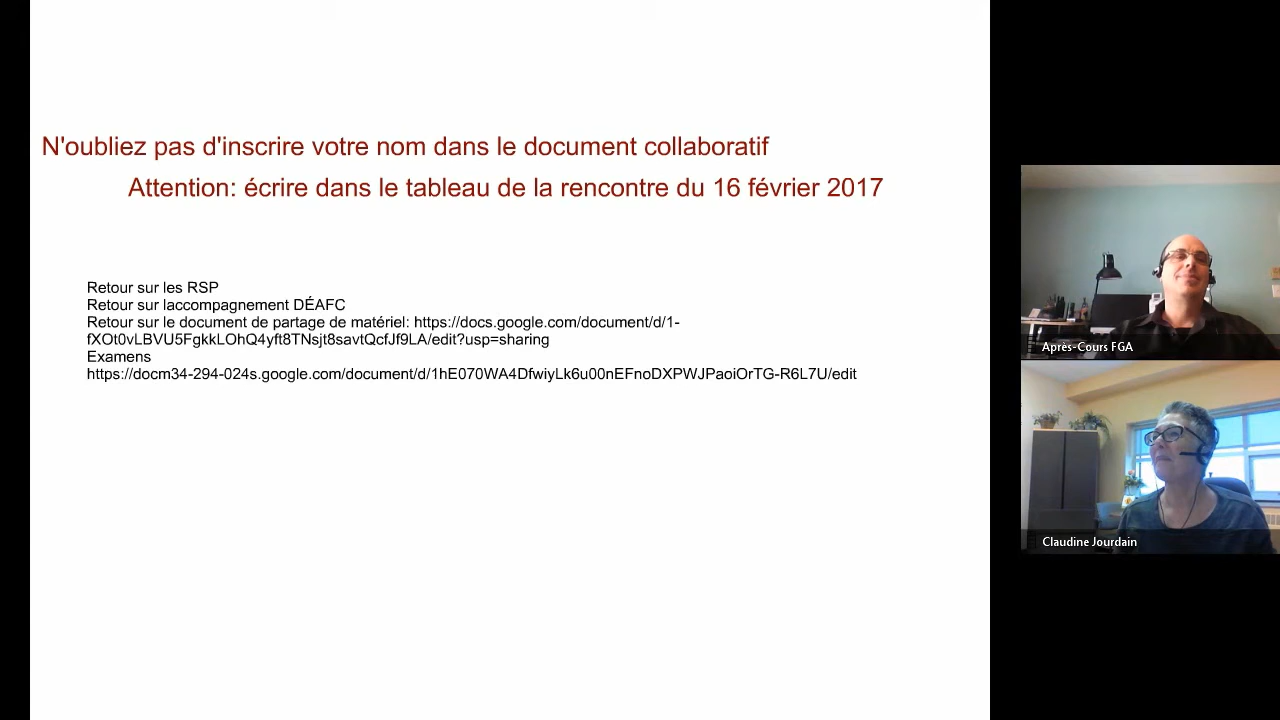 N'oubliez pas d'inscrire votre nom dans le document collaboratif
Attention: écrire dans le tableau de la rencontre du 16 février 2017
Retour sur les RSP
Retour sur laccompagnement DÉAFC
Retour sur le document de partage de matériel: https://docs.google.com/document/d/1-
fXOt0vLBVU5FgkkLOhQ4yft8TNsjt8savtQcfJf9LA/edit?usp=sharing
Examens
https://docm34-294-024s.google.com/document/d/1hE070WA4DfwiyLk6u00nEFnoDXPWJPaoiOrTG-R6L7U/edit
Après-Cours FGA
Claudine Jourdain